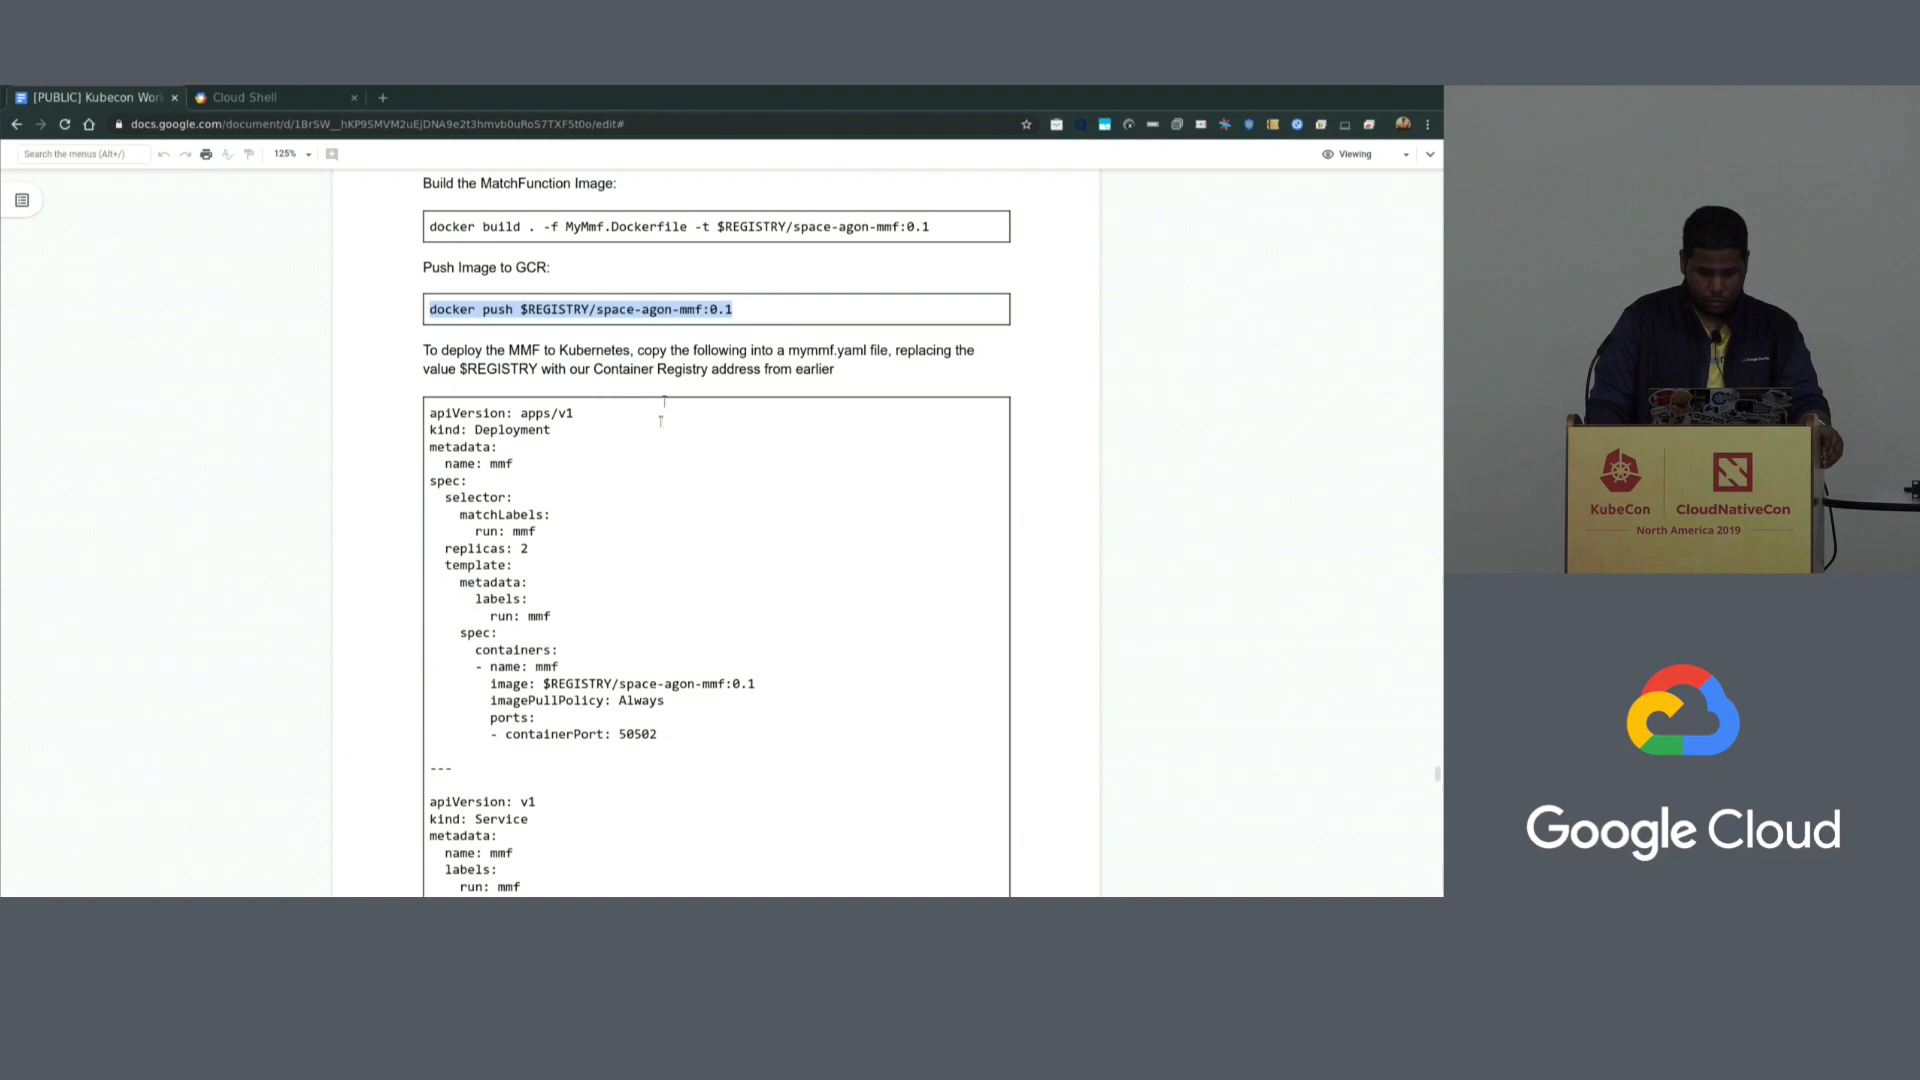 [PUBLIC] Kubecon Wor
Cloud Shell
docs.google.com/document/d/1BrSW__hKP9SMVM2uEjDNA9e2t3hmvb0uRoS7TXF5t0o/edit#
Search the menus (Alt+/)
125%
Viewing
Build the MatchFunction Image:
docker build . -f MyMmf.Dockerfile -t $REGISTRY/space-agon-mmf:0.1
Push Image to GCR:
docker push $REGISTRY/space-agon-mmf:0.1
To deploy the MMF to Kubernetes, copy the following into a mymmf.yaml file, replacing the
value $REGISTRY with our Container Registry address from earlier
apiVersion: apps/v1
kind: Deployment
metadata:
  name: mmf
spec:
  selector:
    matchLabels:
      run: mmf
  replicas: 2
  template:
    metadata:
      labels:
        run: mmf
    spec:
      containers:
      - name: mmf
        image: $REGISTRY/space-agon-mmf:0.1
        imagePullPolicy: Always
        ports:
        - containerPort: 50502
---
apiVersion: v1
kind: Service
metadata:
  name: mmf
  labels:
    run: mmf
KubeCon
CloudNativeCon
North America 2019
Google Cloud